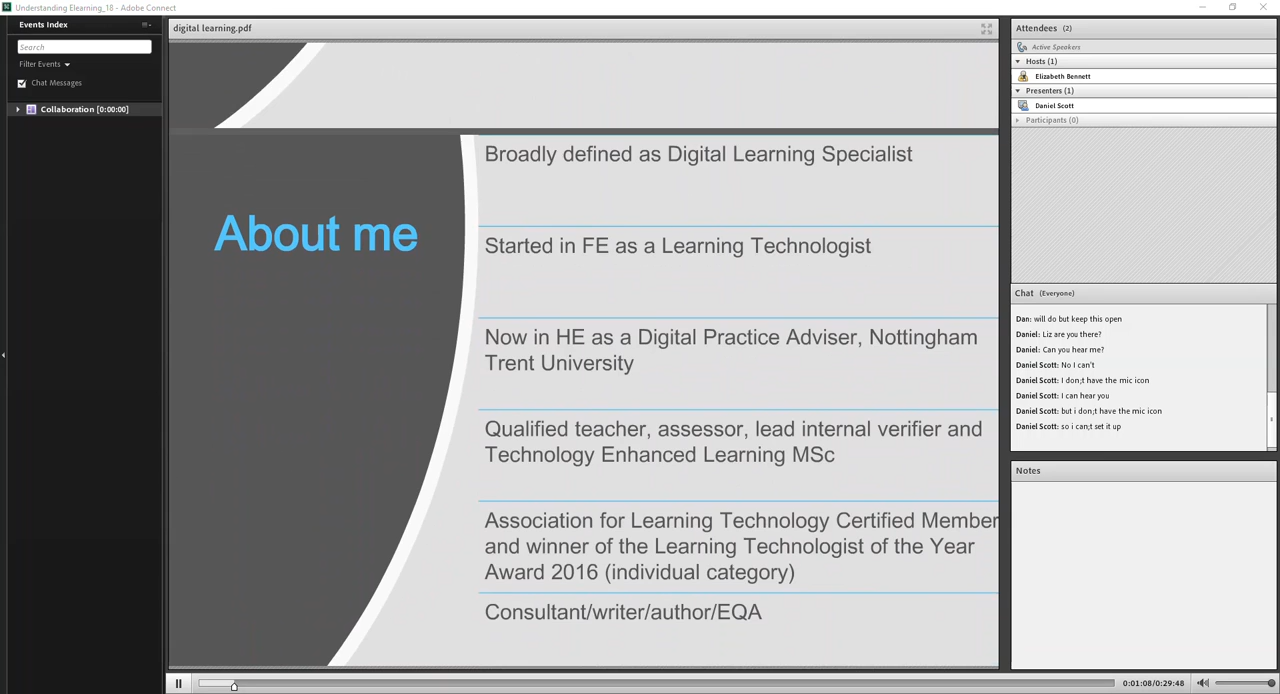 Understanding Elearning_18 - Adobe Connect
Events Index
Search
Filter Events
Chat Messages
Collaboration [0:00:00]
digital learning.pdf
About me
Broadly defined as Digital Learning Specialist
Started in FE as a Learning Technologist
Now in HE as a Digital Practice Adviser, Nottingham
Trent University
Qualified teacher, assessor, lead internal verifier and
Technology Enhanced Learning MSc
Association for Learning Technology Certified Member
and winner of the Learning Technologist of the Year
Award 2016 (individual category)
Consultant/writer/author/EQA
0:01:08/0:29:48
Attendees (2)
Active Speakers
Hosts (1)
Elizabeth Bennett
Presenters (1)
Daniel Scott
Participants (0)
Chat (Everyone)
Dan: will do but keep this open
Daniel: Liz are you there?
Daniel: Can you hear me?
Daniel Scott: No I can't
Daniel Scott: I don;t have the mic icon
Daniel Scott: I can hear you
Daniel Scott: but i don;t have the mic icon
Daniel Scott: so i can;t set it up
Notes